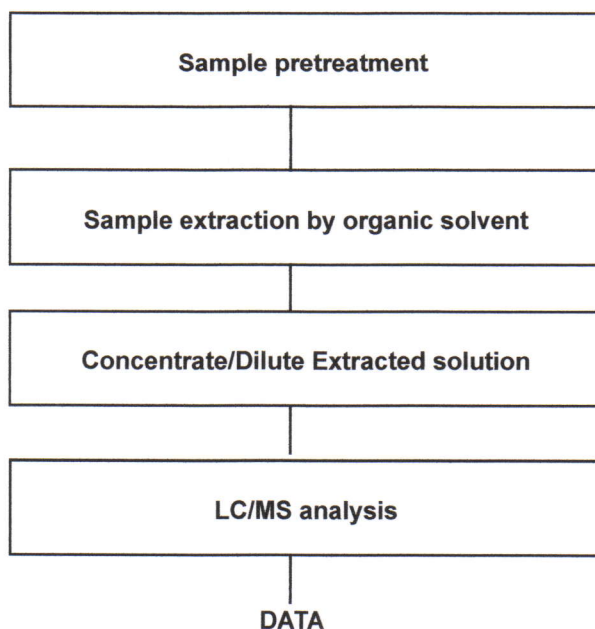 Sample pretreatment
Sample extraction by organic solvent
Concentrate/Dilute Extracted solution
LC/MS analysis
DATA